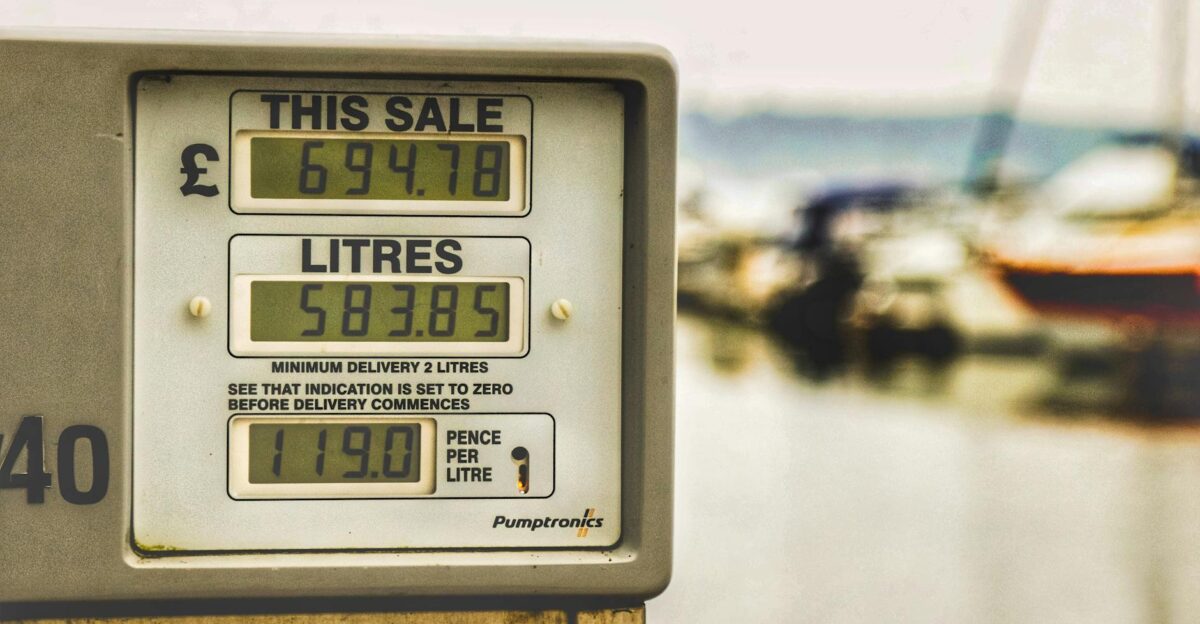 THIS SALE
£ 694.78
LITRES
583.85
MINIMUM DELIVERY 2 LITRES
SEE THAT INDICATION IS SET TO ZERO
BEFORE DELIVERY COMMENCES
119.0
PENCE
PER
LITRE
40
Pumptronics